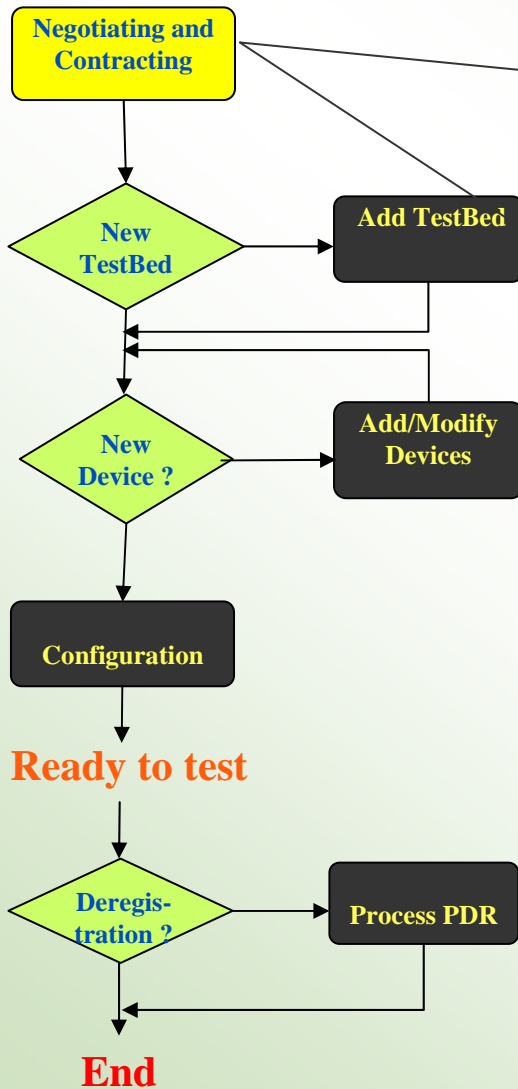 Negotiating and
Contracting
New
TestBed
Add TestBed
New
Device ?
Add/Modify
Devices
Configuration
Ready to test
Deregis-
tration ?
Process PDR
End